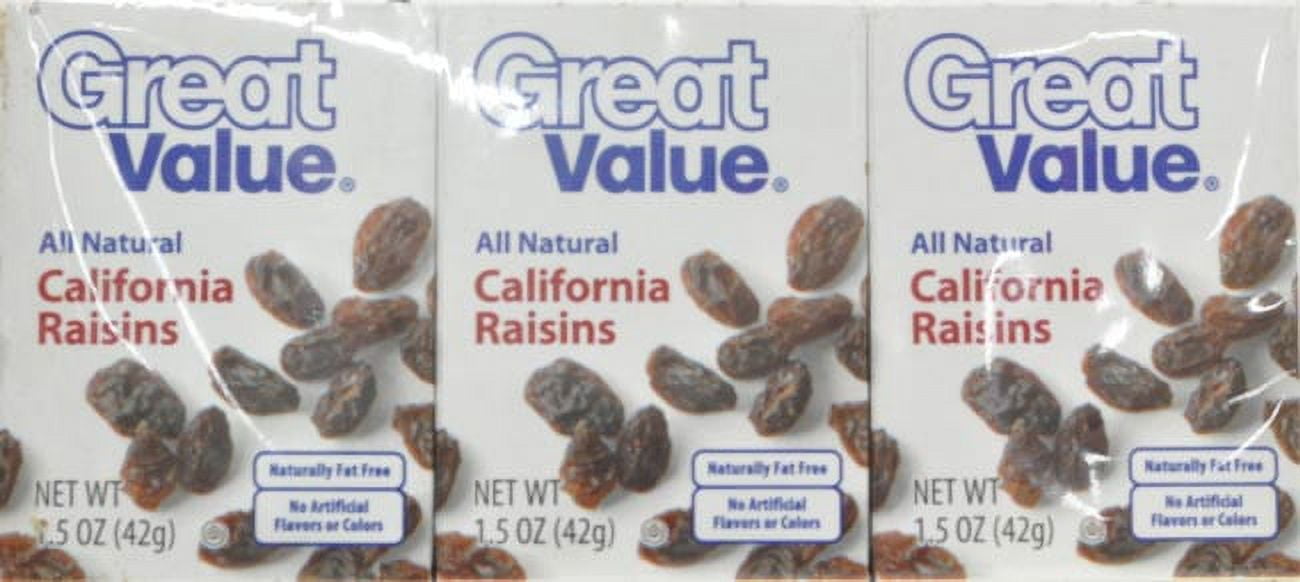 Great
Value®
All Natural
California
Raisins
Naturally Fat Free
No Artificial
Flavors or Colors
NET WT
1.5 OZ (42g)
Great
Value®
All Natural
California
Raisins
Naturally Fat Free
No Artificial
Flavors or Colors
NET WT
1.5 OZ (42g)
Great
Value®
All Natural
California
Raisins
Naturally Fat Free
No Artificial
Flavors or Colors
NET WT
1.5 OZ (42g)